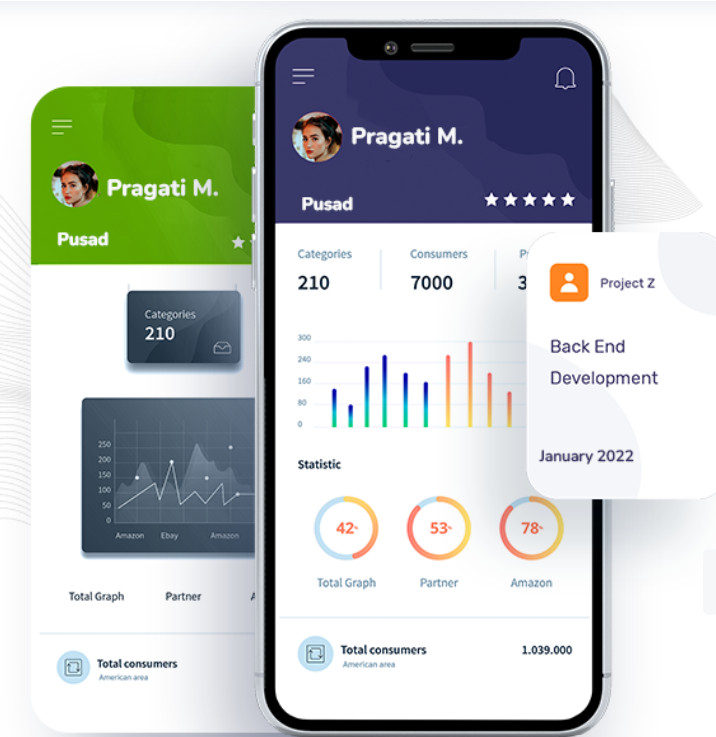 Pragati M.
Pusad
Categories
210
250
200
150
100
50
0
Amazon Ebay Amazon
Total Graph Partner
Total consumers
American area
Pragati M.
Pusad
Categories Consumers
210 7000
300
240
160
80
0
Statistic
42%
53%
78%
Total Graph Partner Amazon
Total consumers 1.039.000
American area
Project Z
Back End
Development
January 2022